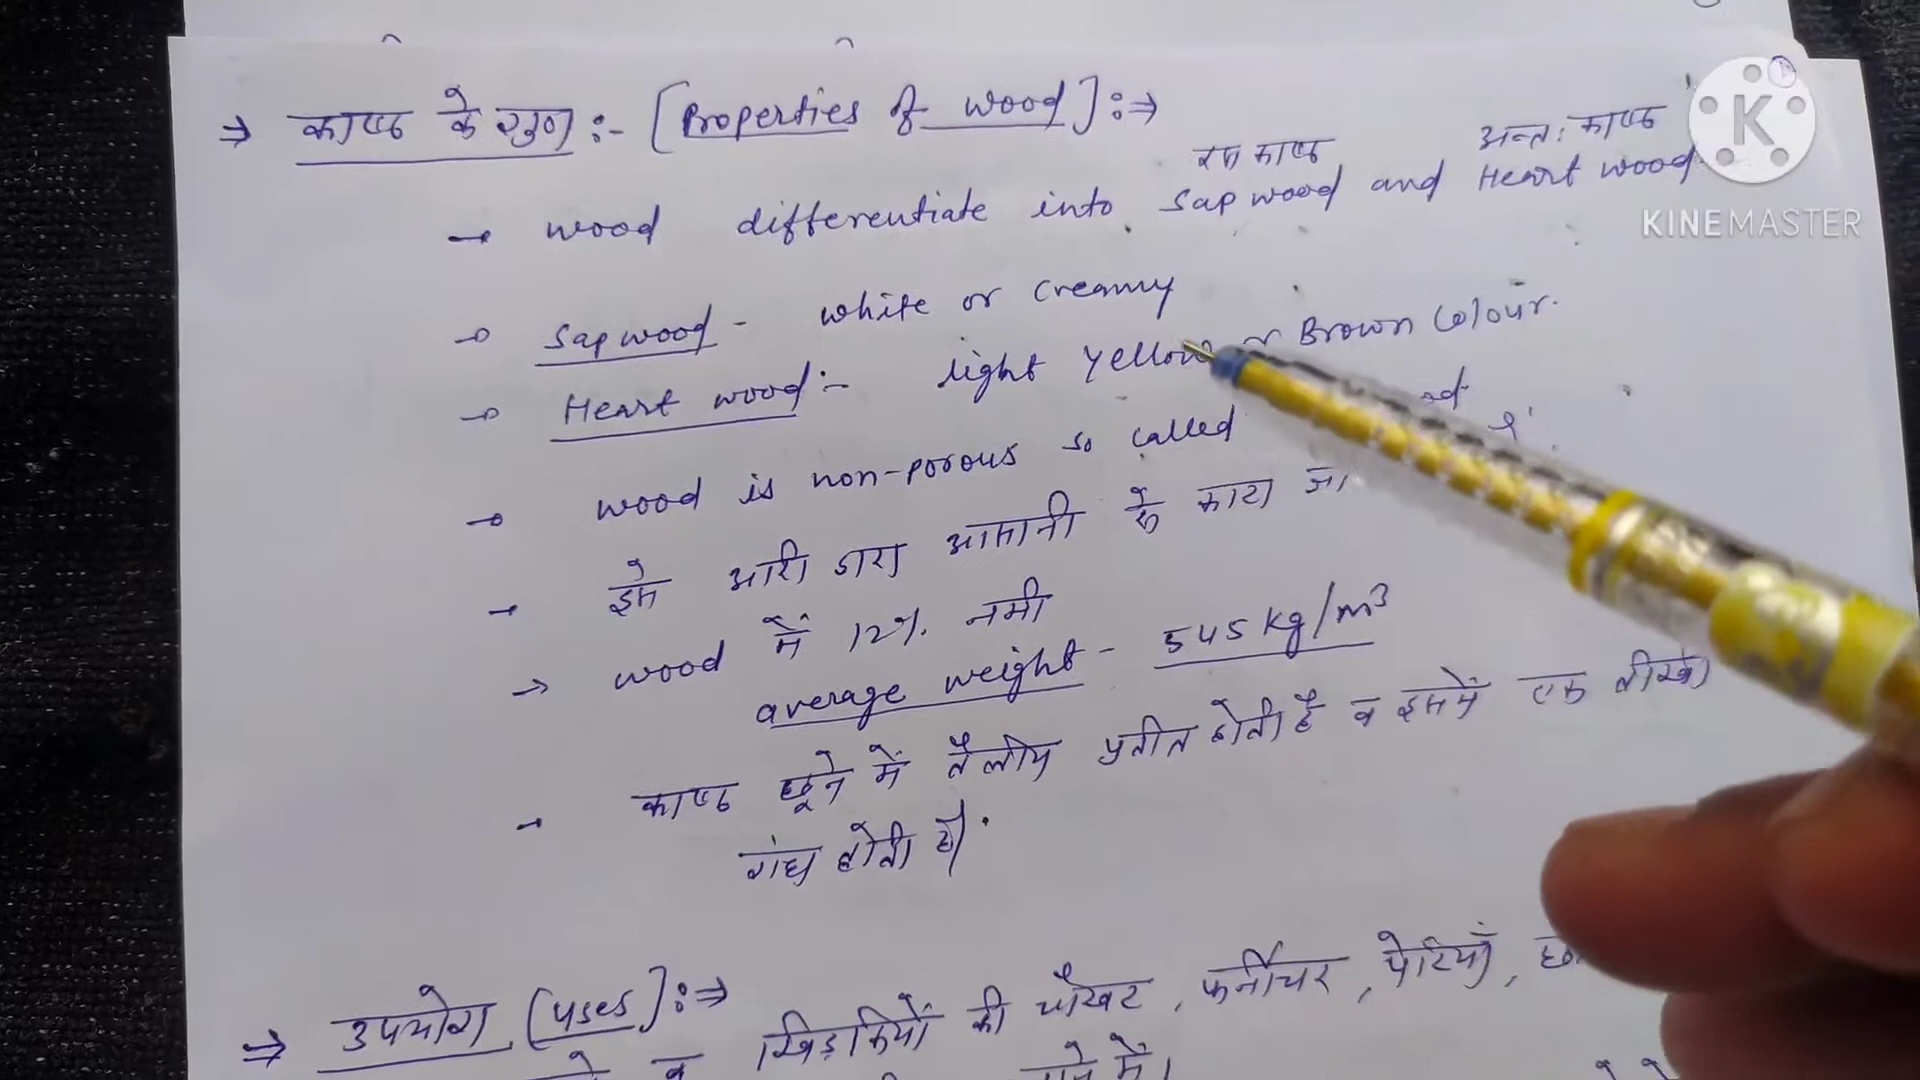 ⇒ काष्ठ के गुण :- [Properties of wood] :⇒
रस काष्ठ अन्तः काष्ठ
→ wood differentiate into Sapwood and Heart wood
→ Sapwood - white or creamy
→ Heart wood :- light Yellow or Brown Colour.
→ wood is non-porous so called
→ इसे आरी द्वारा आसानी से काटा जा
→ wood में 12% नमी
average weight - 545 kg/m³
- काष्ठ छूने में तैलीय प्रतीत होती है व इसमें एक तीखी
गंध होती है।
⇒ उपयोग [uses] :⇒
व खिड़कियों की चौखट, फर्नीचर, पेटियाँ,
में।
K
KINEMASTER